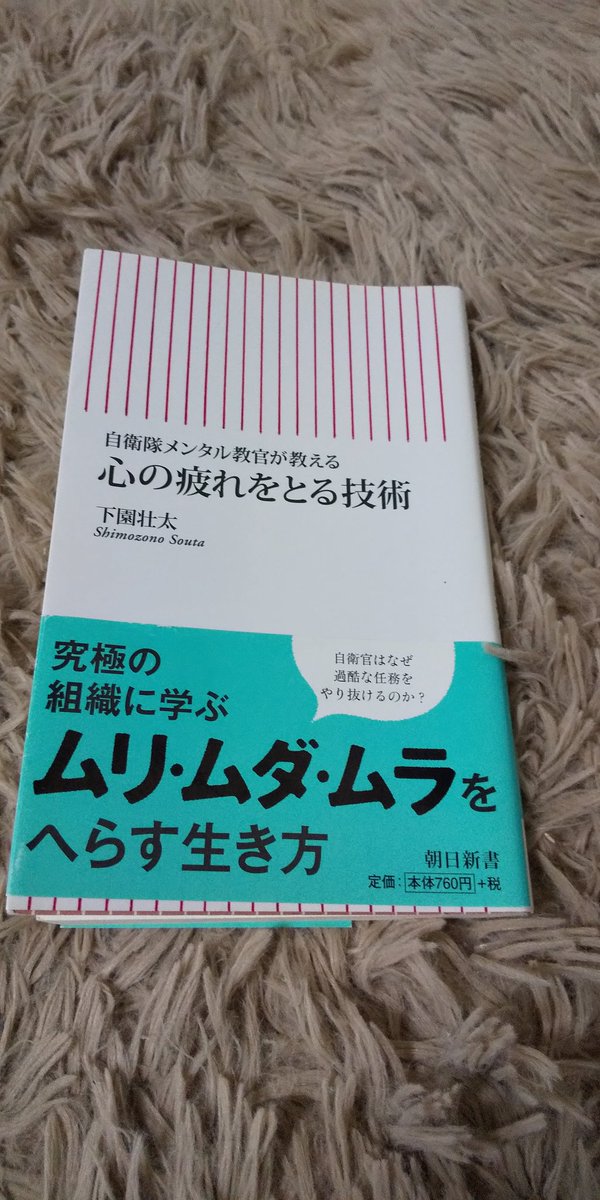 自衛隊メンタル教官が教える
心の疲れをとる技術
下園壮太
Shimozono Souta
自衛官はなぜ
過酷な任務を
やり抜けるのか?
究極の
組織に学ぶ
ムリ・ムダ・ムラを
へらす生き方
朝日新書
定価:本体760円+税